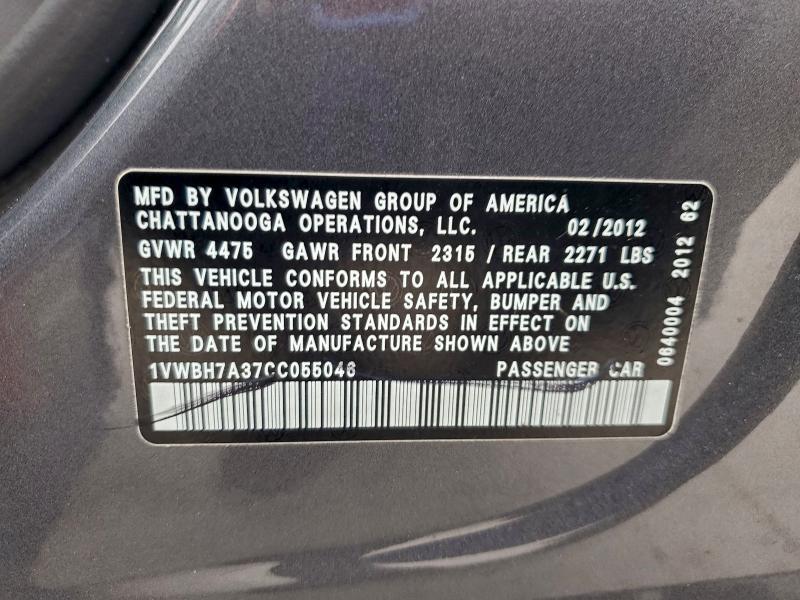 MFD BY VOLKSWAGEN GROUP OF AMERICA
CHATTANOOGA OPERATIONS, LLC. 02/2012
GVWR 4475 GAWR FRONT 2315 / REAR 2271 LBS
THIS VEHICLE CONFORMS TO ALL APPLICABLE U.S.
FEDERAL MOTOR VEHICLE SAFETY, BUMPER AND
THEFT PREVENTION STANDARDS IN EFFECT ON
THE DATE OF MANUFACTURE SHOWN ABOVE
1VWBH7A37CC055046 PASSENGER CAR
0640004 2012 62